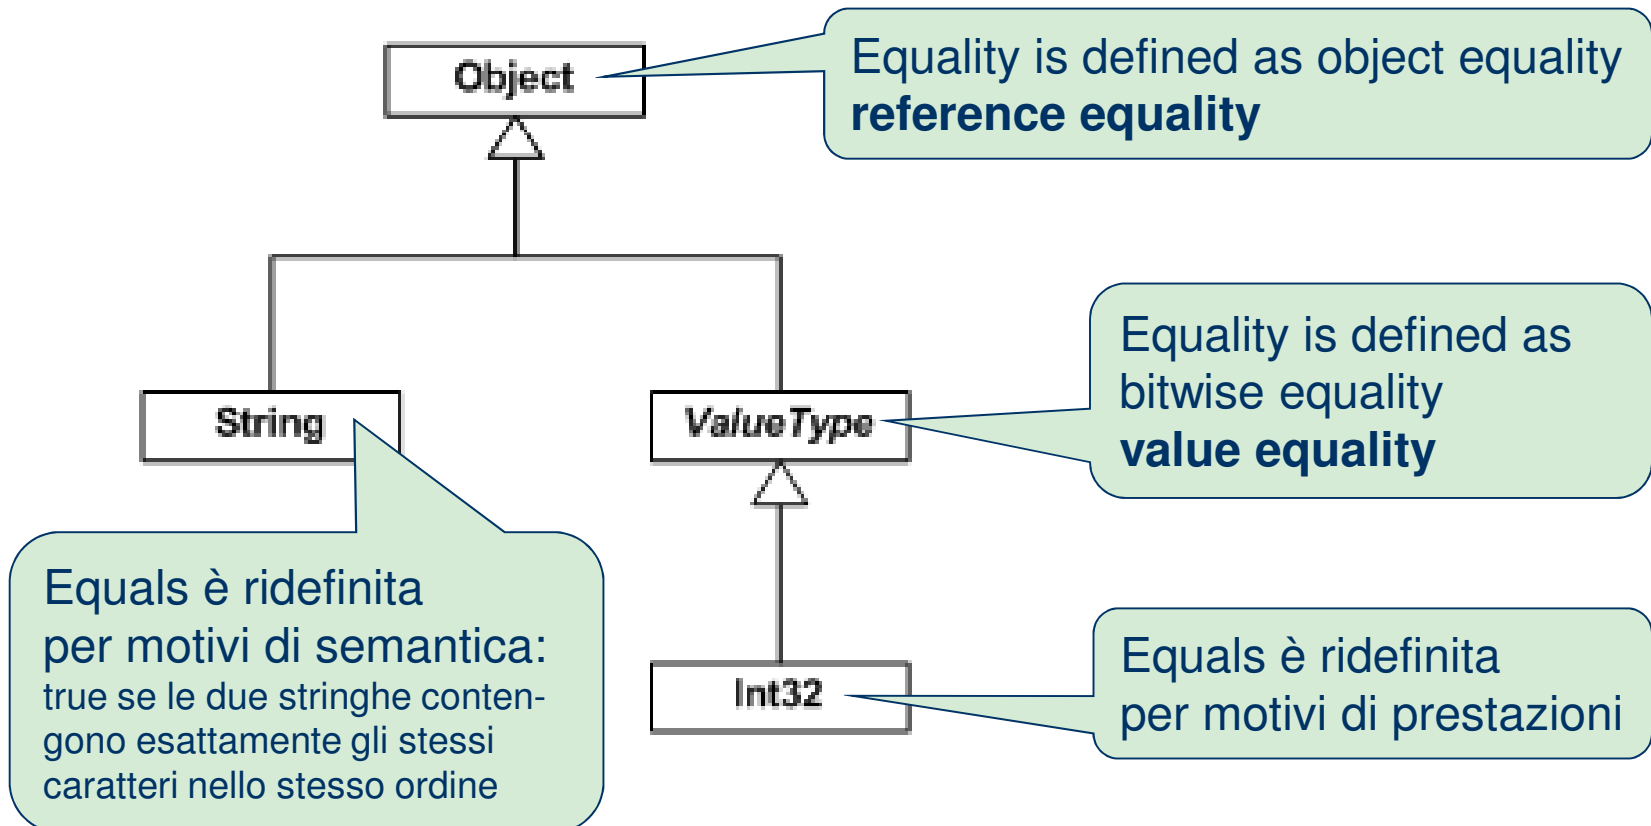 Object
Equality is defined as object equality
reference equality
String
ValueType
Equality is defined as
bitwise equality
value equality
Equals è ridefinita
per motivi di semantica:
true se le due stringhe conten-
gono esattamente gli stessi
caratteri nello stesso ordine
Int32
Equals è ridefinita
per motivi di prestazioni